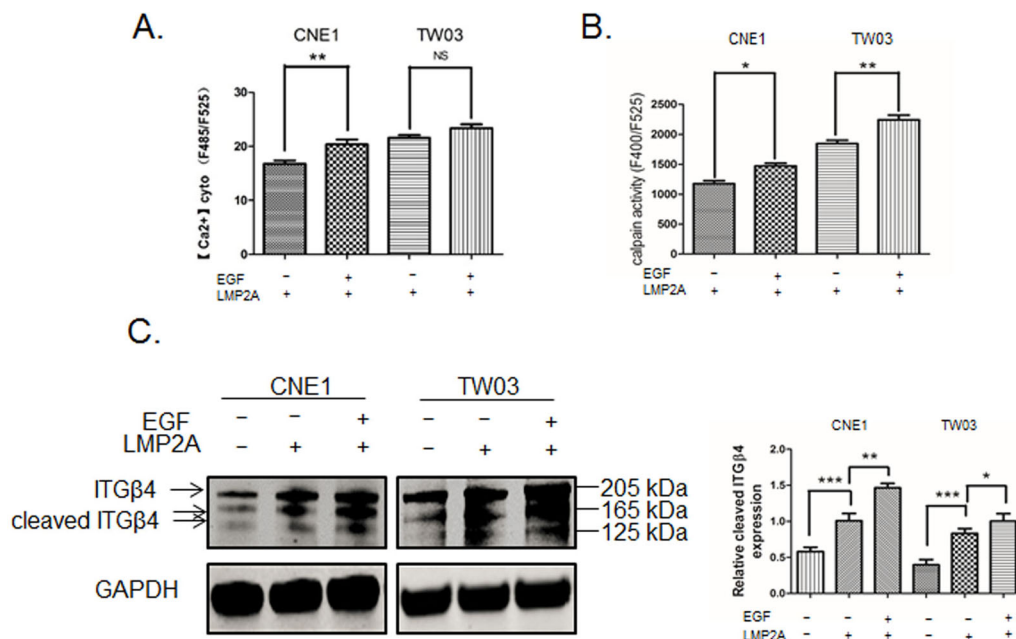 A.
CNE1 TW03
** NS
【Ca2+】cyto (F485/F525)
30
20
10
0
EGF – + – +
LMP2A + + + +
B.
CNE1 TW03
* **
calpain activity (F400/F525)
2500
2000
1500
1000
500
0
EGF – + – +
LMP2A + + + +
C.
CNE1 TW03
EGF – – + – – +
LMP2A – + + – + +
ITGβ4
cleaved ITGβ4
205 kDa
165 kDa
125 kDa
GAPDH
CNE1 TW03
*** ** *** *
Relative cleaved ITGβ4
expression
2.0
1.5
1.0
0.5
0.0
EGF – – + – – +
LMP2A – + + – + +